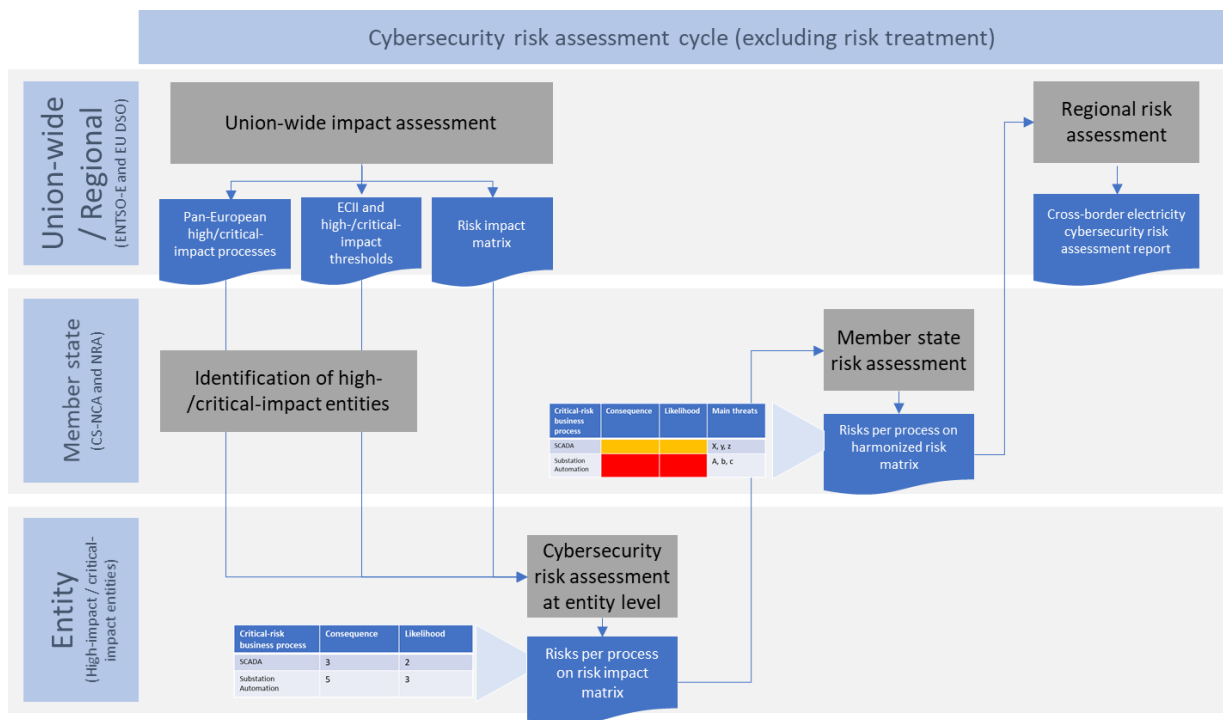 Cybersecurity risk assessment cycle (excluding risk treatment)
Union-wide
/ Regional
(ENTSO-E and EU DSO)
Union-wide impact assessment
Regional risk
assessment
Pan-European
high/critical-
impact processes
ECII and
high-/critical-
impact
thresholds
Risk impact
matrix
Cross-border electricity
cybersecurity risk
assessment report
Member state
(CS-NCA and NRA)
Identification of high-
/critical-impact entities
Member state
risk assessment
Critical-risk
business
process
Consequence
Likelihood
Main threats
SCADA
X, y, z
Substation
Automation
A, b, c
Risks per process on
harmonized risk
matrix
Entity
(High-impact / critical-
impact entities)
Cybersecurity
risk assessment
at entity level
Critical-risk
business process
Consequence
Likelihood
SCADA
3
2
Substation
Automation
5
3
Risks per process
on risk impact
matrix